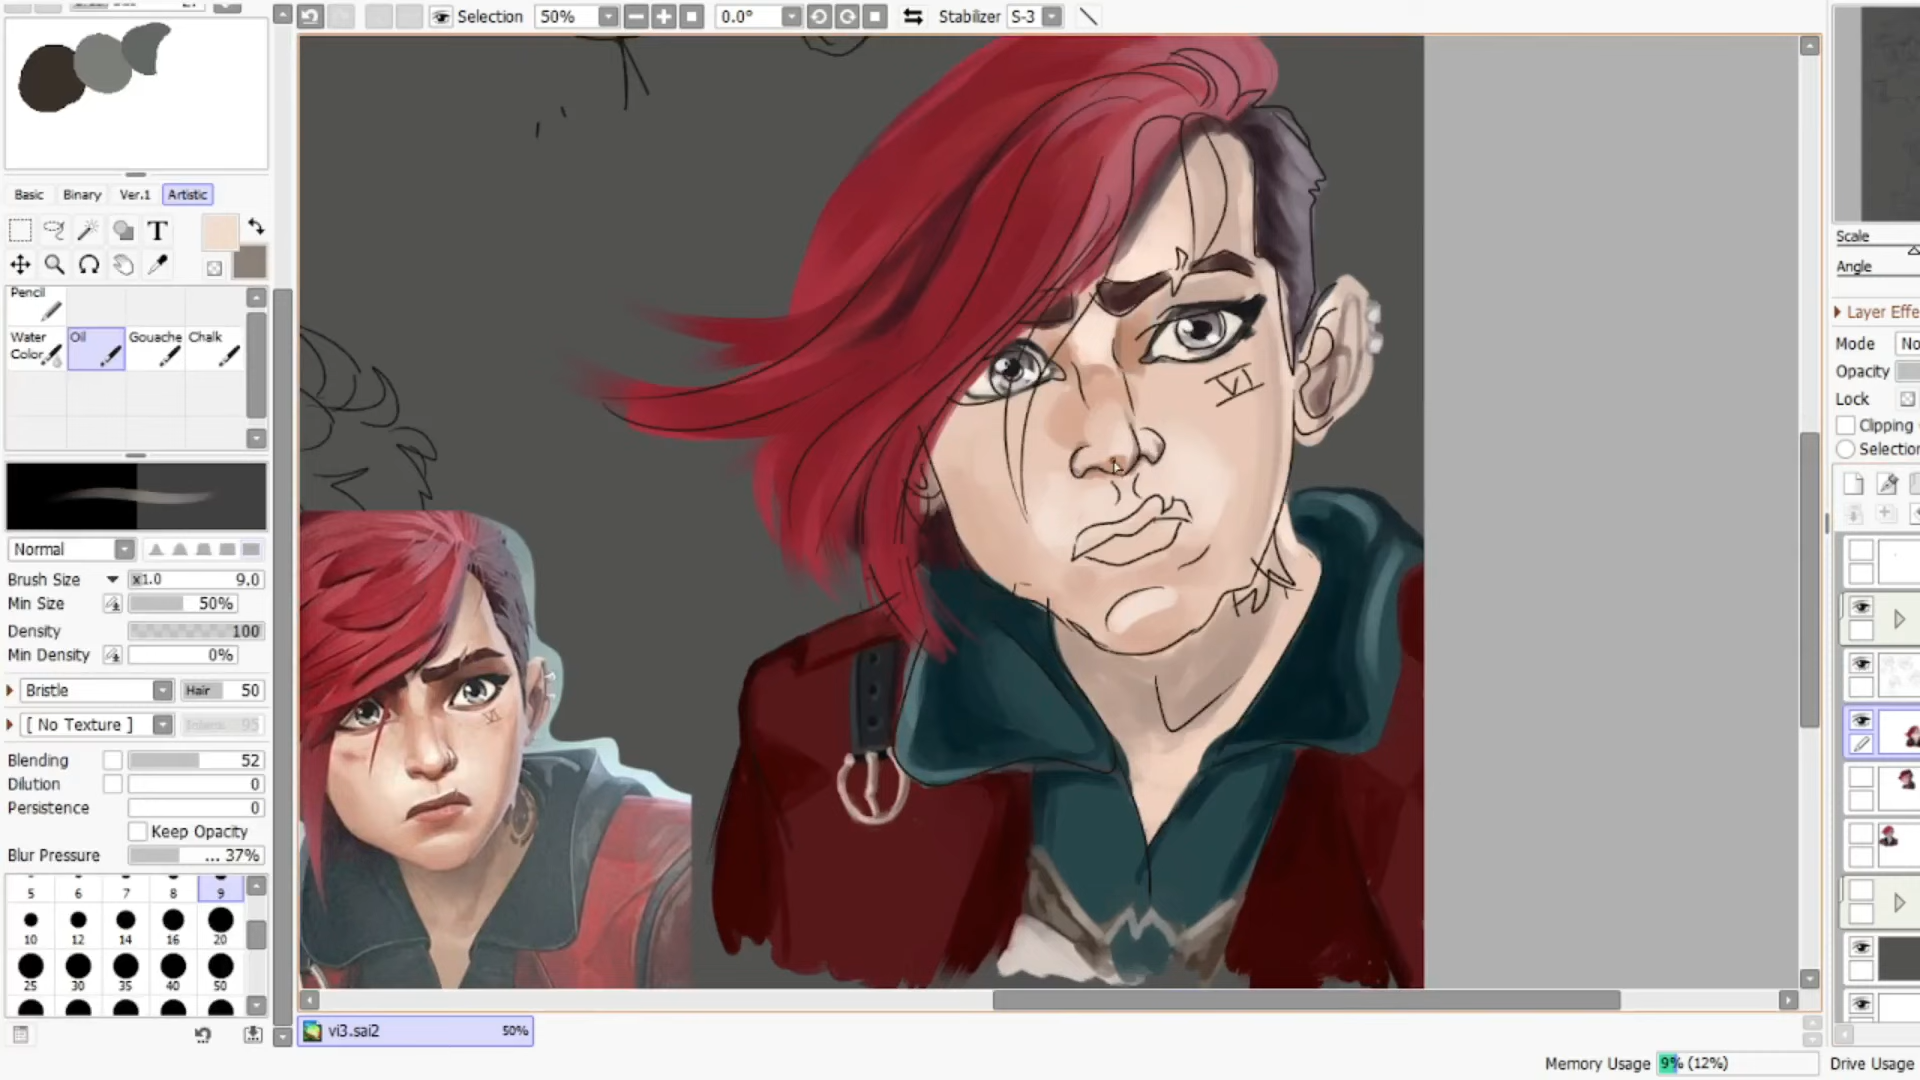 Selection 50% 0.0° Stabilizer S-3
Basic Binary Ver.1 Artistic
T
Pencil
Water Color Oil Gouache Chalk
Normal
Brush Size x1.0 9.0
Min Size 50%
Density 100
Min Density 0%
Bristle Hair 50
[ No Texture ] 95
Blending 52
Dilution 0
Persistence 0
Keep Opacity
Blur Pressure ... 37%
5 6 7 8 9
10 12 14 16 20
25 30 35 40 50
VI
VI
vi3.sai2 50%
Memory Usage 9% (12%) Drive Usage
Scale
Angle
Layer Effe
Mode No
Opacity
Lock
Clipping
Selection